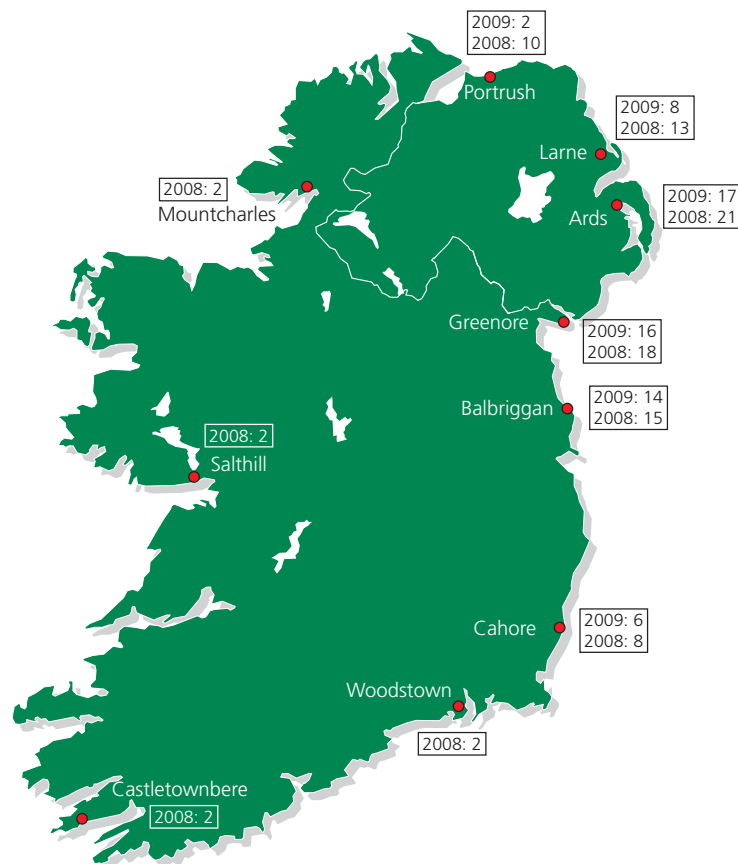 2009: 2
2008: 10
Portrush
2009: 8
2008: 13
Larne
2008: 2
Mountcharles
2009: 17
2008: 21
Ards
Greenore
2009: 16
2008: 18
Balbriggan
2009: 14
2008: 15
2008: 2
Salthill
Cahore
2009: 6
2008: 8
Woodstown
2008: 2
Castletownbere
2008: 2